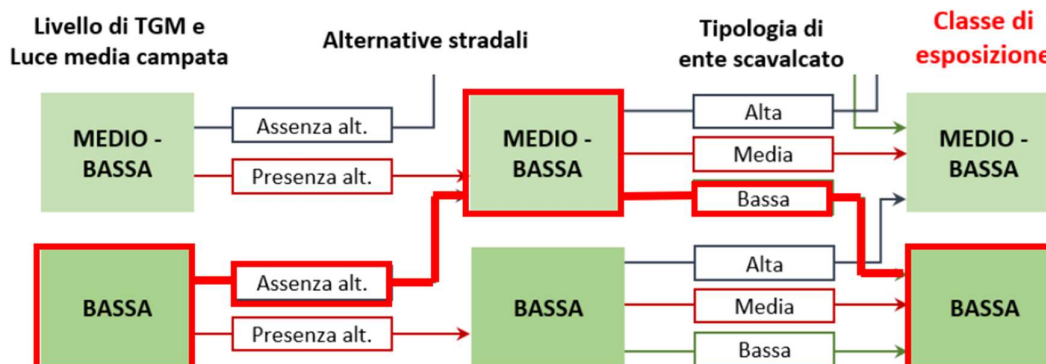 Livello di TGM e
Luce media campata
Alternative stradali
Tipologia di
ente scavalcato
Classe di
esposizione
MEDIO -
BASSA
Assenza alt.
Presenza alt.
MEDIO -
BASSA
Alta
Media
Bassa
MEDIO -
BASSA
BASSA
Assenza alt.
Presenza alt.
BASSA
Alta
Media
Bassa
BASSA